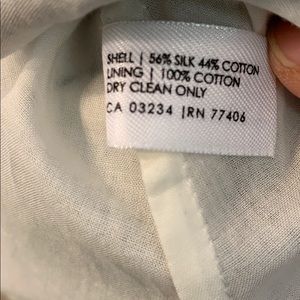 SHELL | 56% SILK 44% COTTON
LINING | 100% COTTON
DRY CLEAN ONLY
CA 03234 | RN 77406